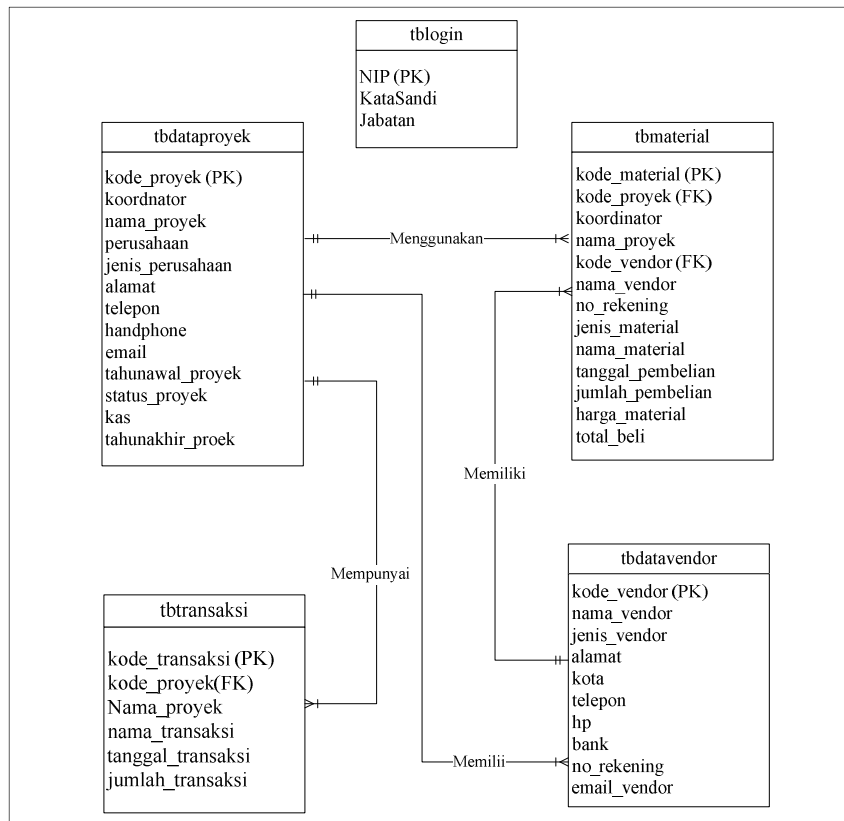 tblogin
NIP (PK)
KataSandi
Jabatan
tbdataproyek
kode_proyek (PK)
koordnator
nama_proyek
perusahaan
jenis_perusahaan
alamat
telepon
handphone
email
tahunawal_proyek
status_proyek
kas
tahunakhir_proek
Menggunakan
tbmaterial
kode_material (PK)
kode_proyek (FK)
koordinator
nama_proyek
kode_vendor (FK)
nama_vendor
no_rekening
jenis_material
nama_material
tanggal_pembelian
jumlah_pembelian
harga_material
total_beli
Memiliki
Mempunyai
tbtransaksi
kode_transaksi (PK)
kode_proyek(FK)
Nama_proyek
nama_transaksi
tanggal_transaksi
jumlah_transaksi
Memilii
tbdatavendor
kode_vendor (PK)
nama_vendor
jenis_vendor
alamat
kota
telepon
hp
bank
no_rekening
email_vendor